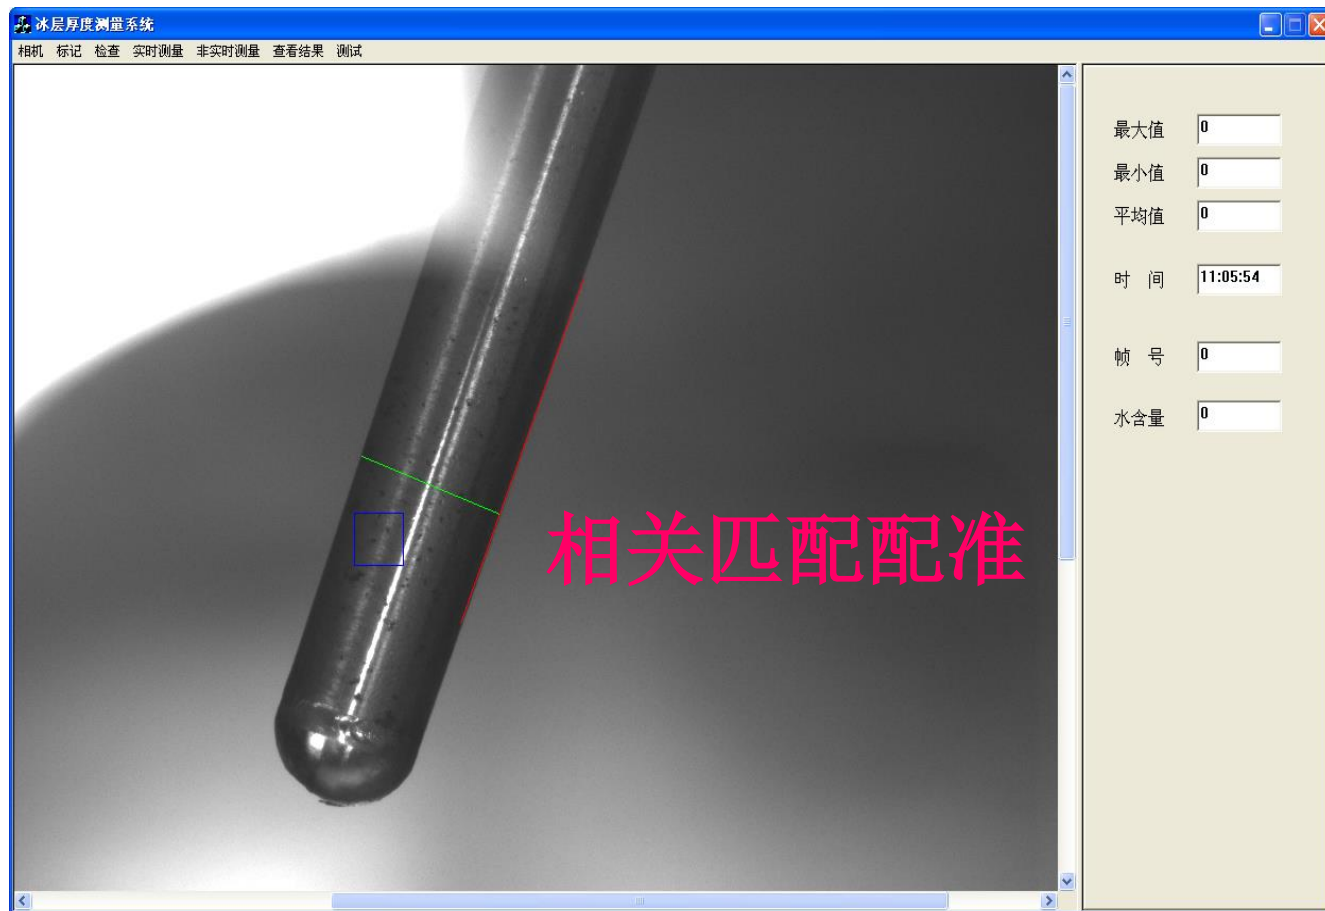 冰层厚度测量系统
相机 标记 检查 实时测量 非实时测量 查看结果 测试
最大值 0
最小值 0
平均值 0
时 间 11:05:54
帧 号 0
水含量 0
相关匹配配准